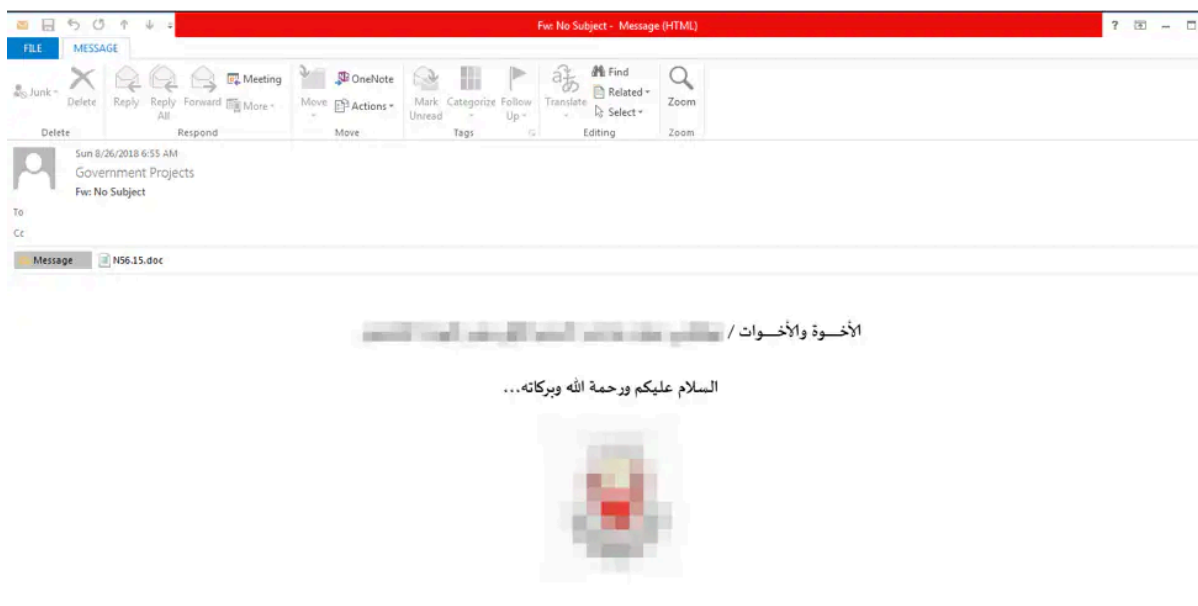 Fw: No Subject - Message (HTML)
?
FILE
MESSAGE
Junk
Delete
Reply
Reply All
Forward
Meeting
More
Move
OneNote
Actions
Mark Unread
Categorize
Follow Up
Translate
Find
Related
Select
Zoom
Delete
Respond
Move
Tags
Editing
Zoom
Sun 8/26/2018 6:55 AM
Government Projects
Fw: No Subject
To
Cc
Message
N56.15.doc
الأخـــوة والأخـــوات /
السلام عليكم ورحمة الله وبركاته...